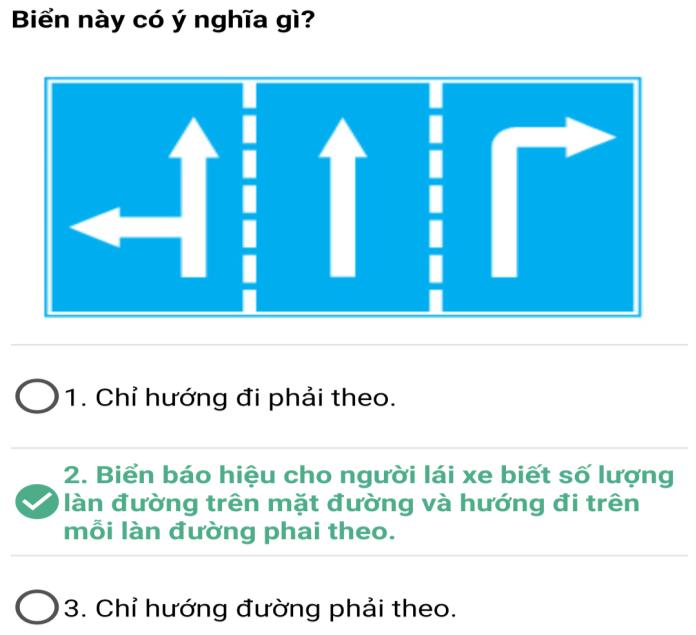 Biển này có ý nghĩa gì?
1. Chỉ hướng đi phải theo.
2. Biển báo hiệu cho người lái xe biết số lượng
làn đường trên mặt đường và hướng đi trên
mỗi làn đường phai theo.
3. Chỉ hướng đường phải theo.